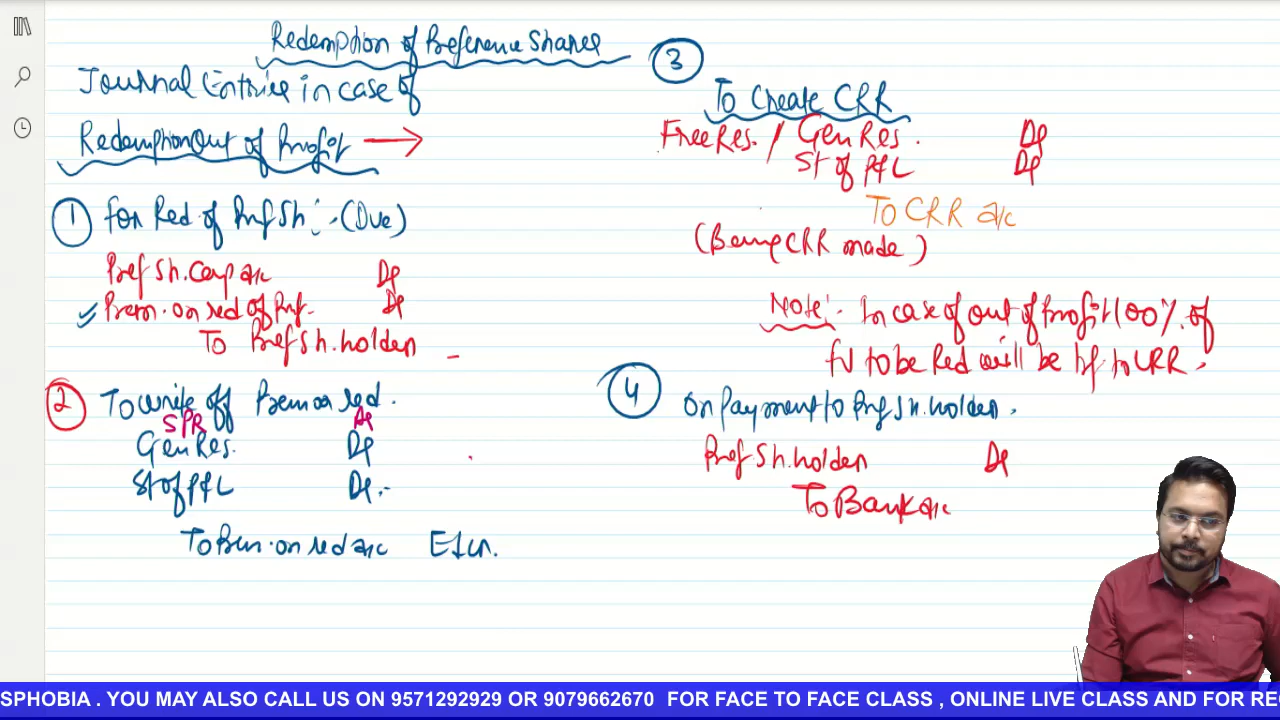 Redemption of Preference Shares
Journal Entries in case of
Redemption Out of Profit →
1 for Red of Pref Sh :- (Due)
Pref Sh. Cap a/c Dr
✓ Prem. on red of Pref. Dr
To Pref Sh. holder
2 To write off Prem on red.
SPR Dr
Gen Res. Dr
St of P&L Dr.
To Prem. on red a/c
3
To Create CRR
Free Res. / Gen Res. Dr
St of P&L Dr
To CRR a/c
(Being CRR made)
Note:- In case of out of Profit 100% of
fv to be Red will be tf to CRR.
4 on Payment to Pref Sh. holder.
Pref Sh. holder Dr
To Bank a/c
SPHOBIA . YOU MAY ALSO CALL US ON 9571292929 OR 9079662670 FOR FACE TO FACE CLASS , ONLINE LIVE CLASS AND FOR RE